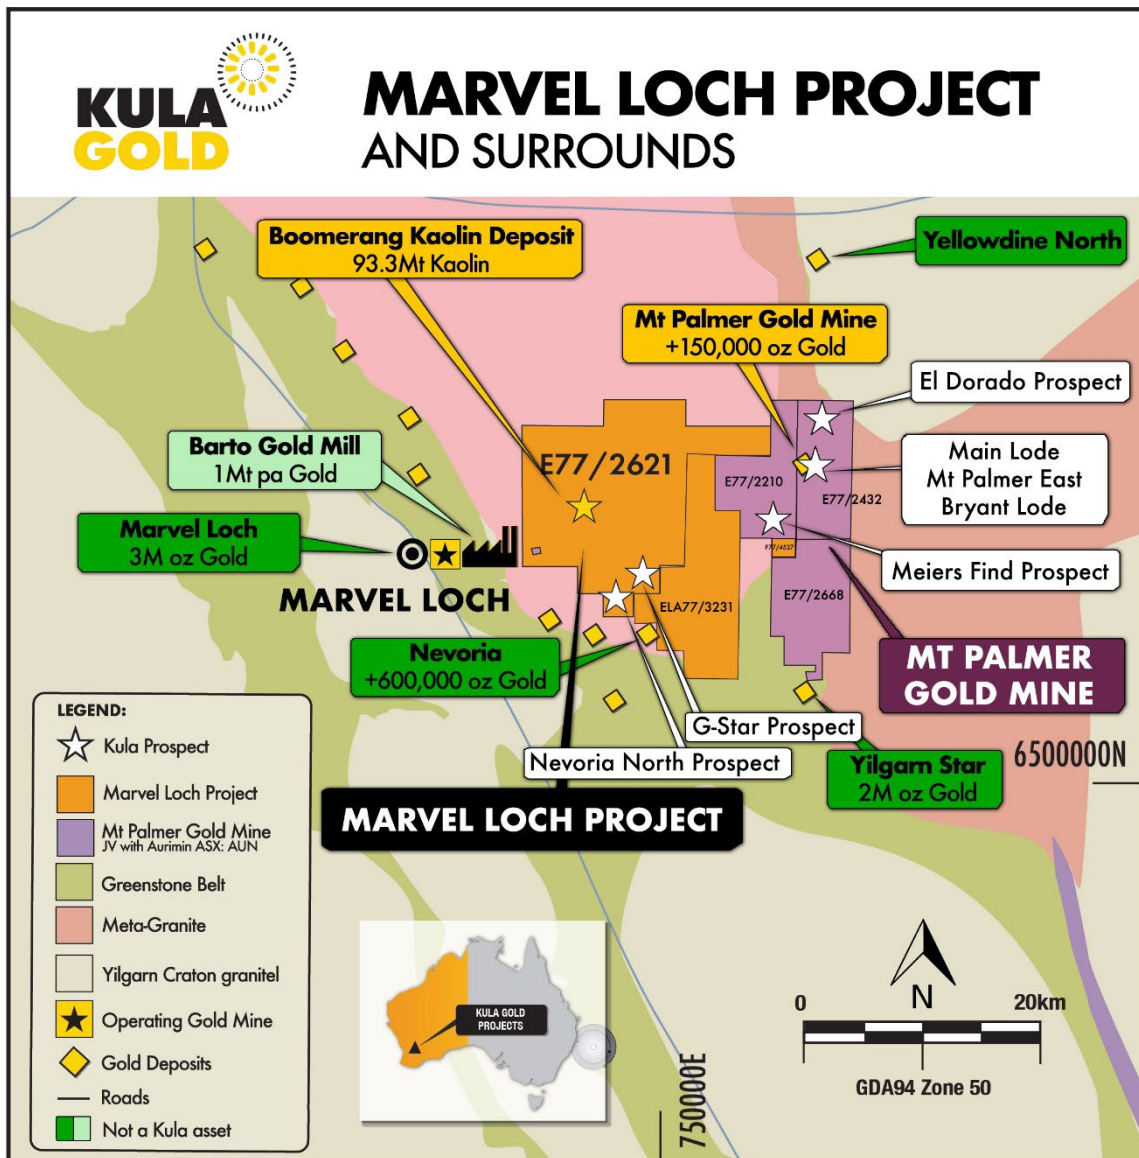 KULA
GOLD
MARVEL LOCH PROJECT
AND SURROUNDS
Boomerang Kaolin Deposit
93.3Mt Kaolin
Yellowdine North
Mt Palmer Gold Mine
+150,000 oz Gold
El Dorado Prospect
Barto Gold Mill
1Mt pa Gold
E77/2621
E77/2210
E77/2432
Main Lode
Mt Palmer East
Bryant Lode
Marvel Loch
3M oz Gold
MARVEL LOCH
P77/4527
Meiers Find Prospect
ELA77/3231
E77/2668
Nevoria
+600,000 oz Gold
MT PALMER
GOLD MINE
G-Star Prospect
Nevoria North Prospect
Yilgarn Star
2M oz Gold
6500000N
MARVEL LOCH PROJECT
LEGEND:
Kula Prospect
Marvel Loch Project
Mt Palmer Gold Mine
JV with Aurimin ASX: AUN
Greenstone Belt
Meta-Granite
Yilgarn Craton granitel
Operating Gold Mine
Gold Deposits
Roads
Not a Kula asset
KULA GOLD
PROJECTS
750000E
N
0 20km
GDA94 Zone 50